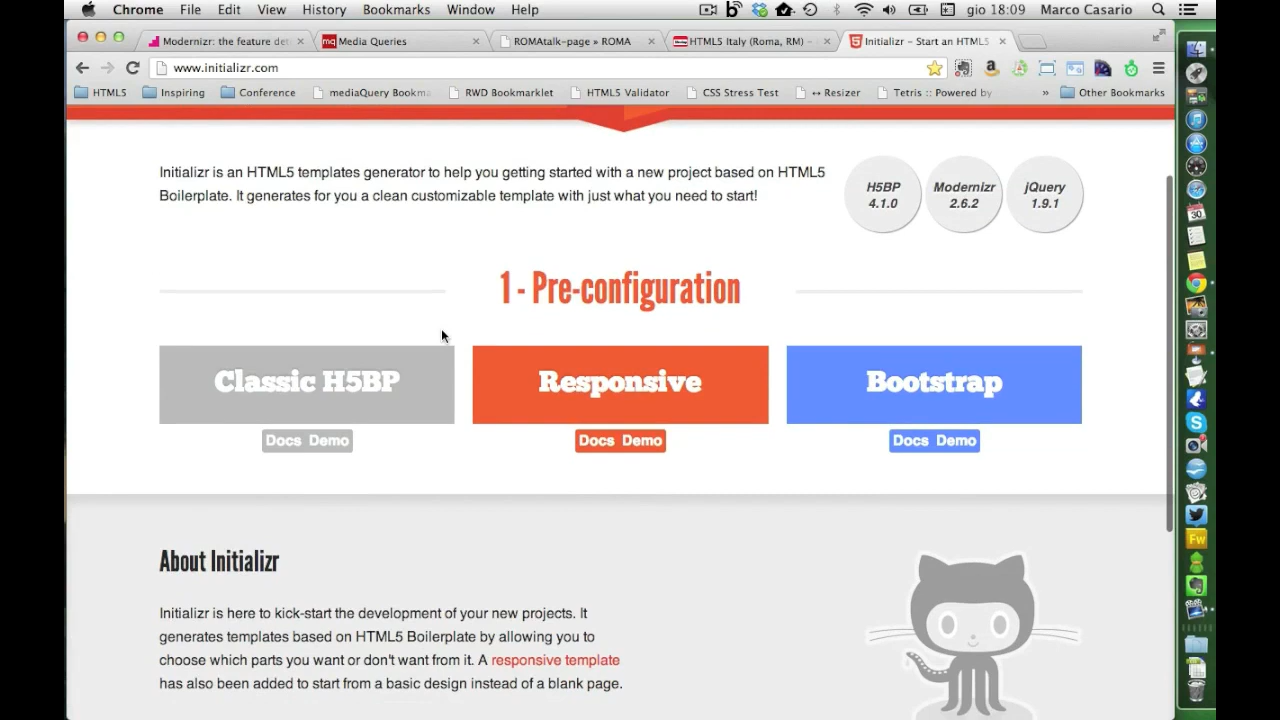 Chrome File Edit View History Bookmarks Window Help gio 18:09 Marco Casario
Modernizr: the feature det
mq Media Queries
ROMAtalk-page » ROMA
HTML5 Italy (Roma, RM) –
Initializr - Start an HTML5
www.initializr.com
HTML5 Inspiring Conference mediaQuery Bookma RWD Bookmarklet HTML5 Validator CSS Stress Test ↔ Resizer Tetris :: Powered by » Other Bookmarks
Initializr is an HTML5 templates generator to help you getting started with a new project based on HTML5
Boilerplate. It generates for you a clean customizable template with just what you need to start!
H5BP
4.1.0
Modernizr
2.6.2
jQuery
1.9.1
1 - Pre-configuration
Classic H5BP
Responsive
Bootstrap
Docs Demo
Docs Demo
Docs Demo
About Initializr
Initializr is here to kick-start the development of your new projects. It
generates templates based on HTML5 Boilerplate by allowing you to
choose which parts you want or don't want from it. A responsive template
has also been added to start from a basic design instead of a blank page.
30
Fw